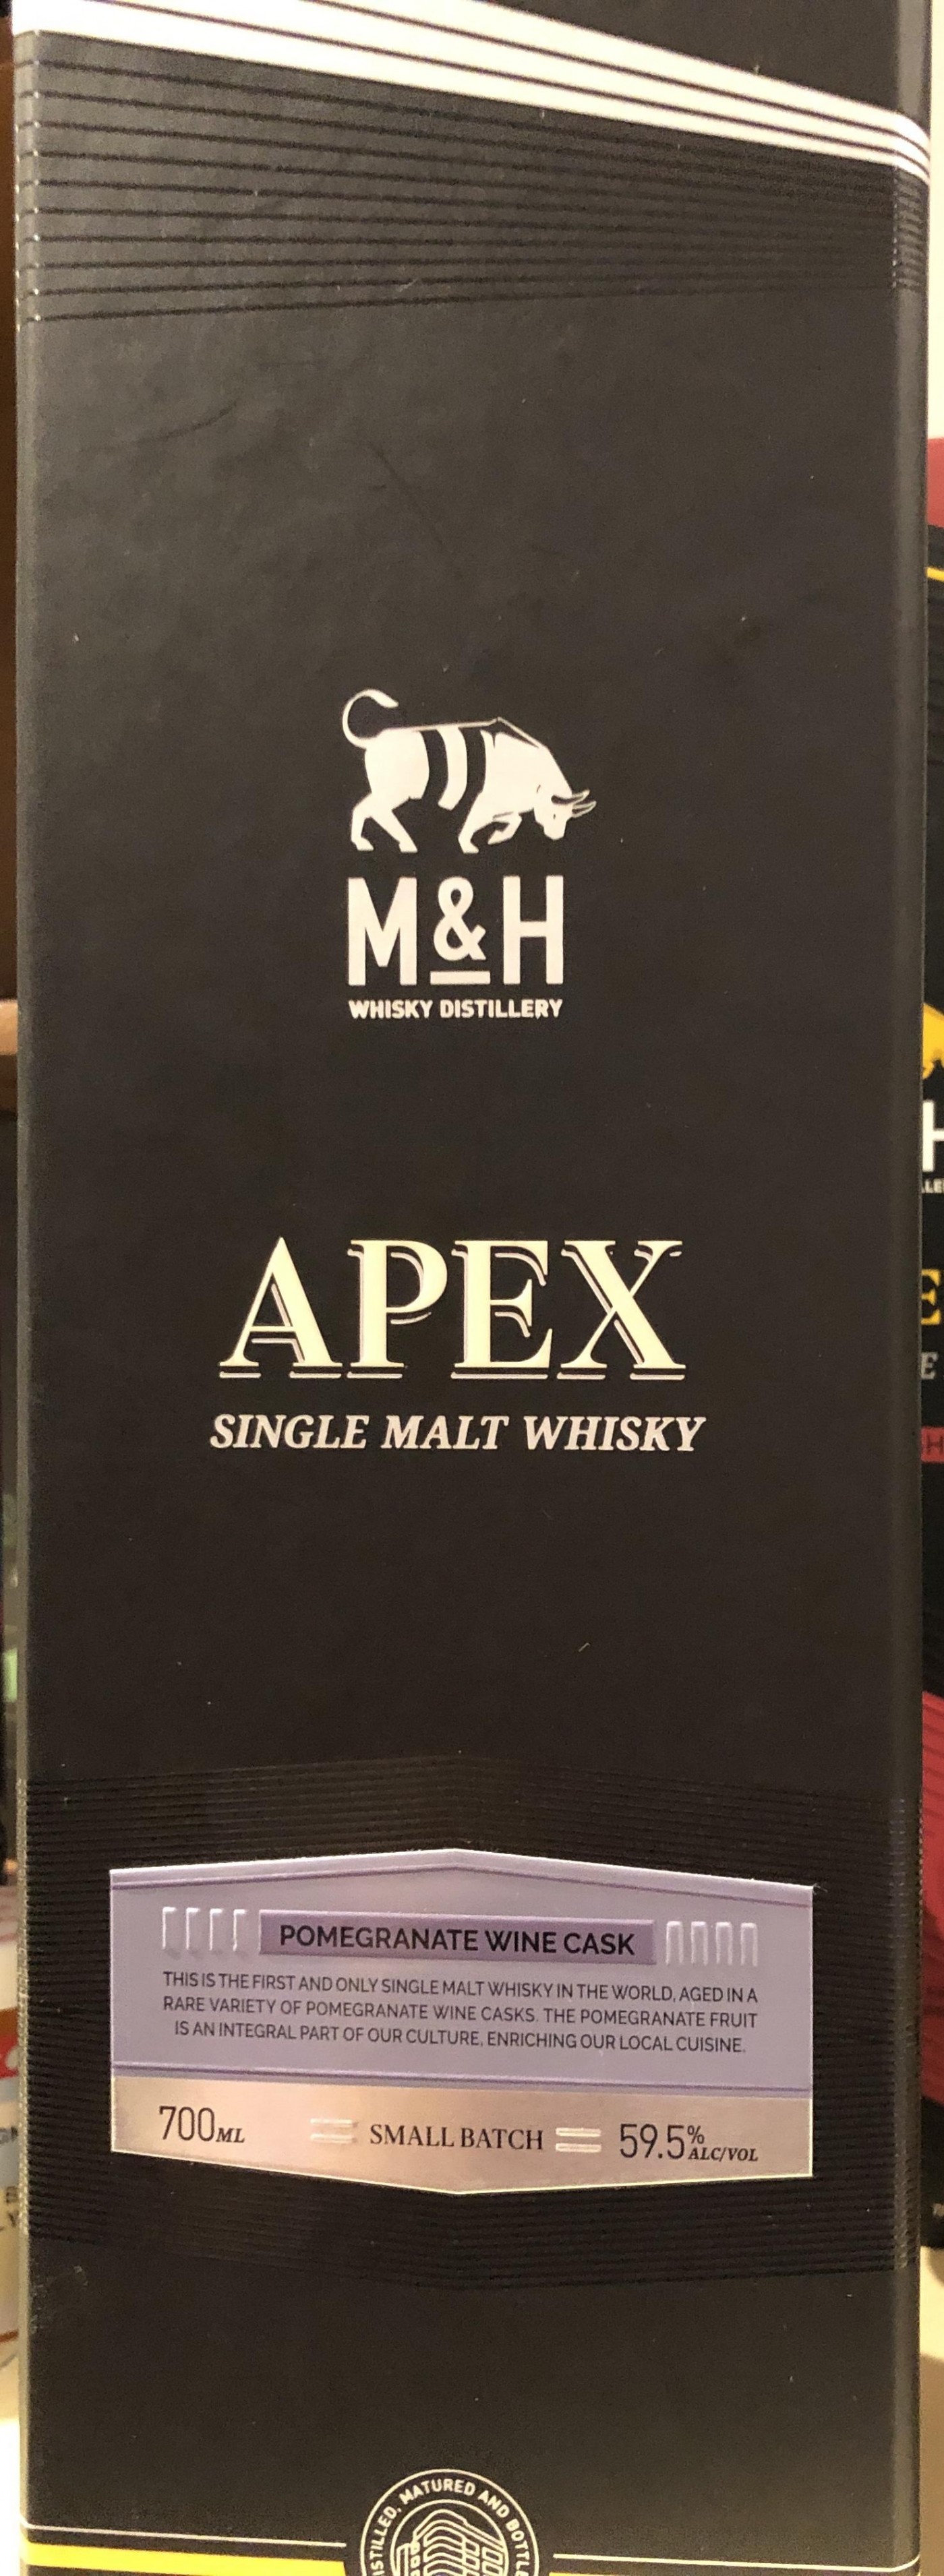 M&H
WHISKY DISTILLERY
APEX
SINGLE MALT WHISKY
POMEGRANATE WINE CASK
THIS IS THE FIRST AND ONLY SINGLE MALT WHISKY IN THE WORLD, AGED IN A
RARE VARIETY OF POMEGRANATE WINE CASKS. THE POMEGRANATE FRUIT
IS AN INTEGRAL PART OF OUR CULTURE, ENRICHING OUR LOCAL CUISINE.
700ML
SMALL BATCH
59.5% ALC/VOL
MATURED AND